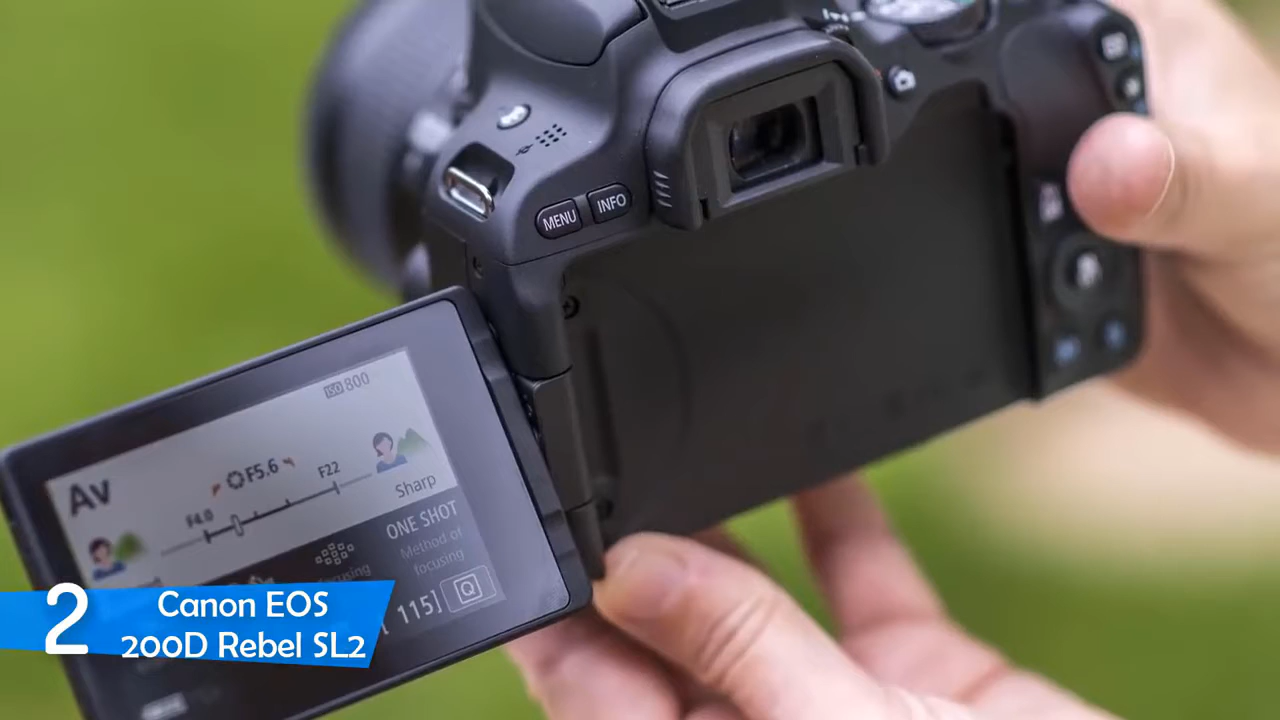 MENU
INFO
ISO 800
Av
F4.0
F5.6
F22
Sharp
ONE SHOT
Method of
focusing
115]
Q
2
Canon EOS
200D Rebel SL2